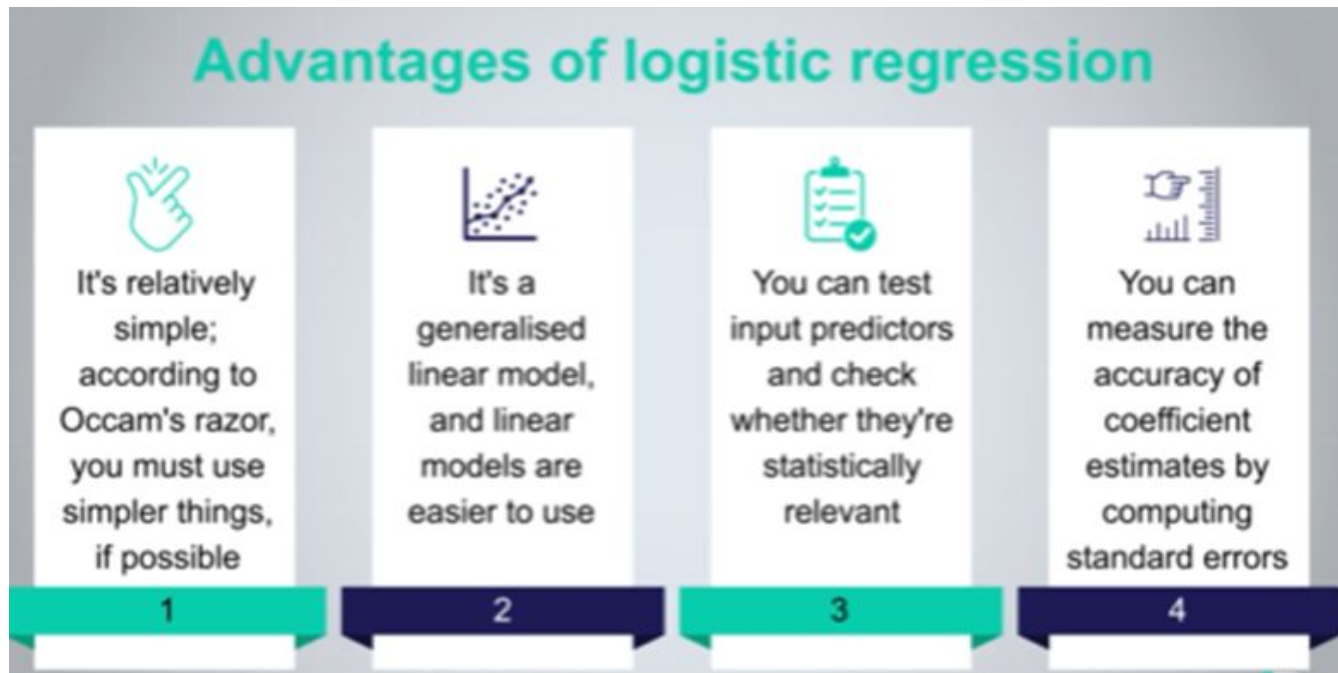 Advantages of logistic regression
It's relatively
simple;
according to
Occam's razor,
you must use
simpler things,
if possible
1
It's a
generalised
linear model,
and linear
models are
easier to use
2
You can test
input predictors
and check
whether they're
statistically
relevant
3
You can
measure the
accuracy of
coefficient
estimates by
computing
standard errors
4